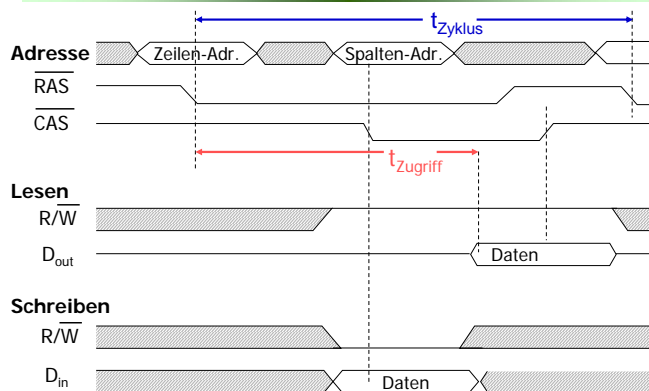 tZyklus
Adresse Zeilen-Adr. Spalten-Adr.
RAS
CAS
tZugriff
Lesen
R/W
Dout Daten
Schreiben
R/W
Din Daten